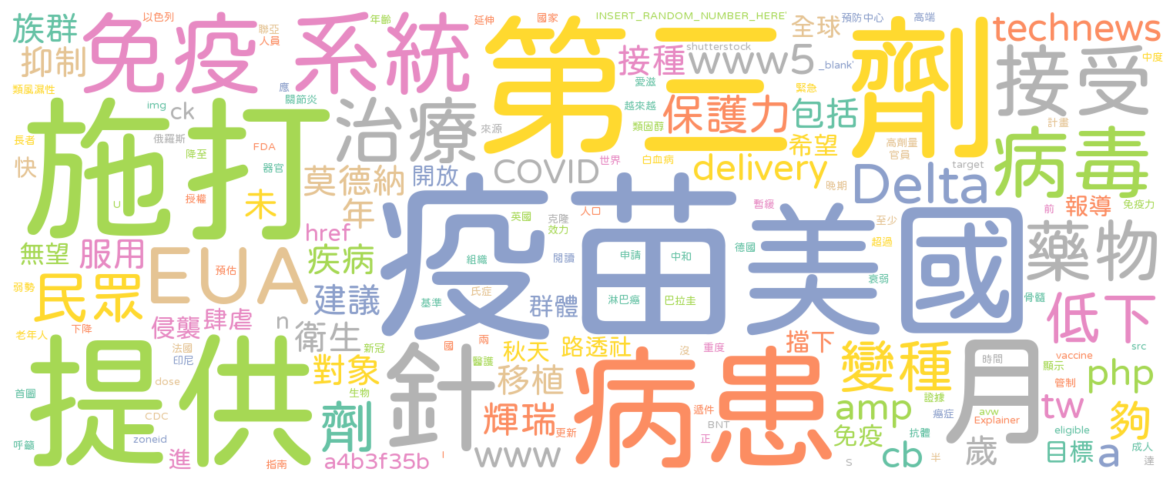 以色列 聯亞 年齡 延伸 國家 INSERT_RANDOM_NUMBER_HERE 全球 預防中心 高端
族群 人員 免疫 系統 第三 劑 technews
抑制 shutterstock www5 接種 _blank 接受 中度
類風濕性 關節炎 應 愛滋 緊急
img ck 越來越 保護力 包括 計畫
長者 俄羅斯 來源 類固醇 希望 高劑量 官員 病毒
施打 降至 FDA 治療 COVID 世界 白血病 delivery 晚期 target
快 器官 莫德納 開放 Delta
U 授權 未 年 英國 克隆 人口 暫緩 至少 前 報導 免疫力
href 效力 超過
無望 服用 疾病 疫苗 美國 藥物
預估 組織 閱讀 申請 中和 德國 衰弱
弱勢 民眾 EUA 建議 氏症 淋巴癌 巴拉圭 骨髓
基準 群體 低下
老年人 下降 侵襲 肆虐 n
提供 法國 衛生 新冠 國 兩 路透社 擋下 月
印尼 針 秋天 沒 重度 變種 時間 vaccine src
醫護 管制
首圖 dose 對象 移植 病患 顯示 php
生物 證據
CDC 劑 輝瑞 遞件 amp 癌症 avw tw 夠
呼籲 zoneid 更新 BNT 免疫 抗體 Explainer eligible
進 指南 a4b3f35b l www 正 s cb 半 歲 目標 a 成人 達